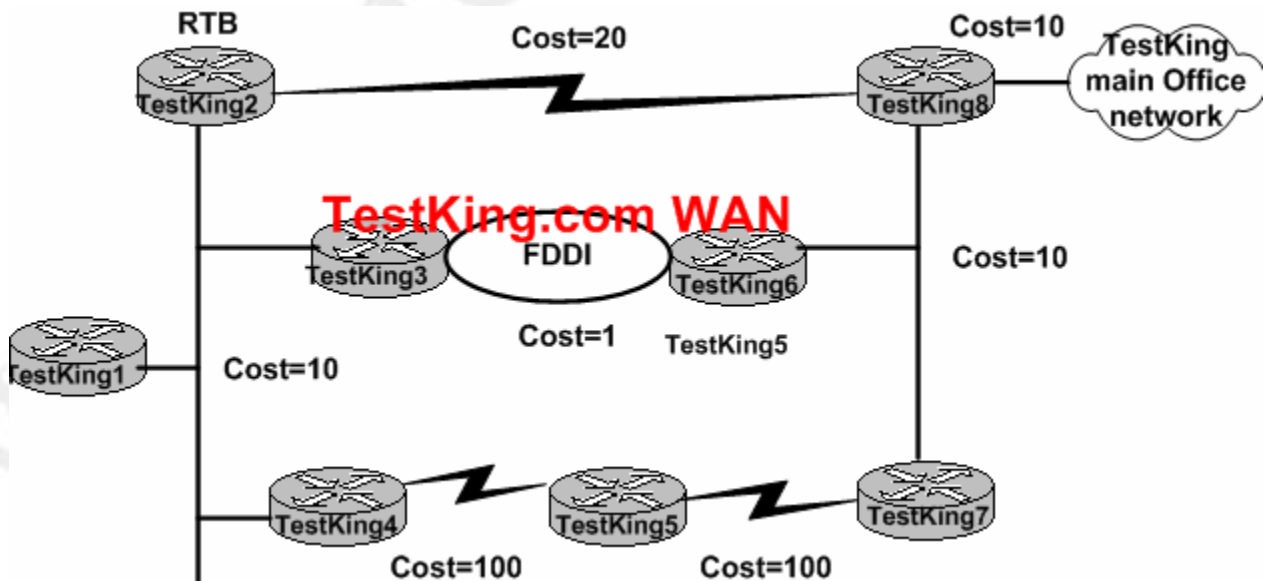 RTB
Cost=20
Cost=10
TestKing
main Office
network
TestKing2
TestKing8
TestKing.com WAN
TestKing3
FDDI
TestKing6
Cost=10
Cost=1
TestKing5
TestKing1
Cost=10
TestKing4
TestKing5
TestKing7
Cost=100
Cost=100